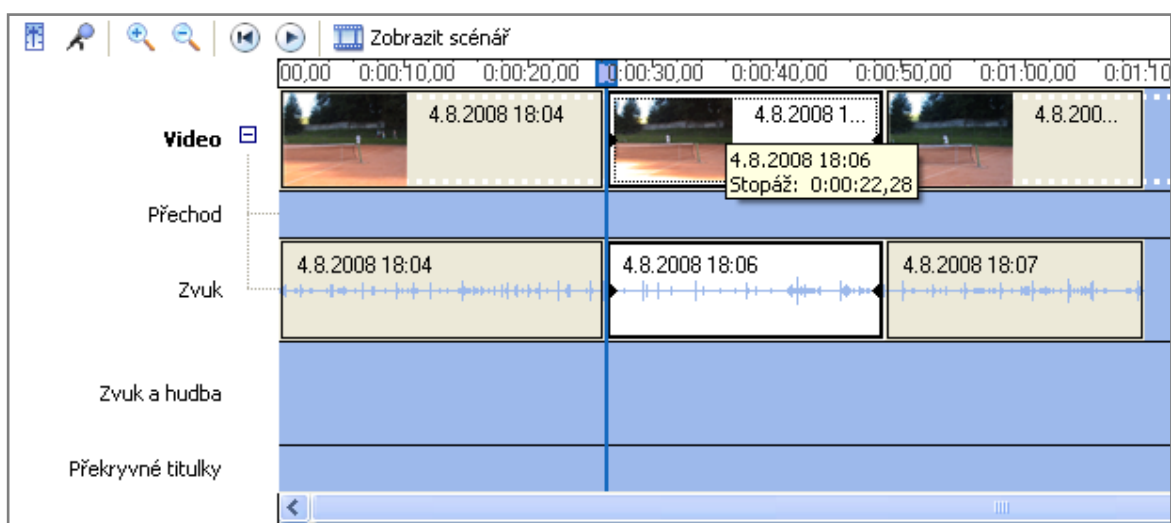 Zobrazit scénář
00,00 0:00:10,00 0:00:20,00 0:00:30,00 0:00:40,00 0:00:50,00 0:01:00,00 0:01:10
Video
4.8.2008 18:04 4.8.2008 1... 4.8.200...
4.8.2008 18:06
Stopáž: 0:00:22,28
Přechod
Zvuk
4.8.2008 18:04 4.8.2008 18:06 4.8.2008 18:07
Zvuk a hudba
Překryvné titulky